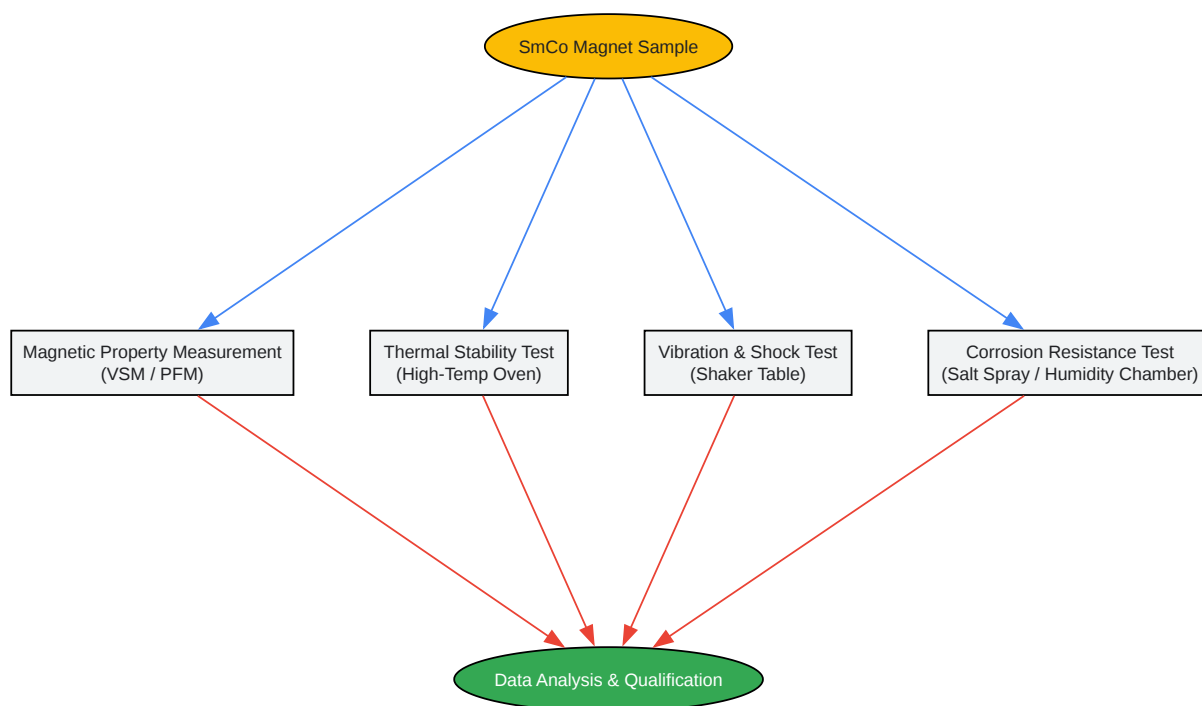 SmCo Magnet Sample
Magnetic Property Measurement
(VSM / PFM)
Thermal Stability Test
(High-Temp Oven)
Vibration & Shock Test
(Shaker Table)
Corrosion Resistance Test
(Salt Spray / Humidity Chamber)
Data Analysis & Qualification